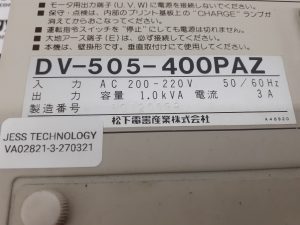 ■ モータ用出力端子(U.V.W)に電源を接続しないでください。
■ 保守・点検は、内部のプリント基板上の"CHARGE"ランプが
消えてから行ってください。
■ 運転指令スイッチを"停止"にしても電源は切れません。
■ 大地アース端子(E)は、必ず接続してください。
■ 本機は、壁掛形です。垂直取付けにて使用してください。
DV-505-400PAZ
入力 AC 200-220V 50/60Hz
出力 容量 1.0kVA 電流 3A
製造番号
松下電器産業株式会社
JESS TECHNOLOGY
VA02821-3-270321